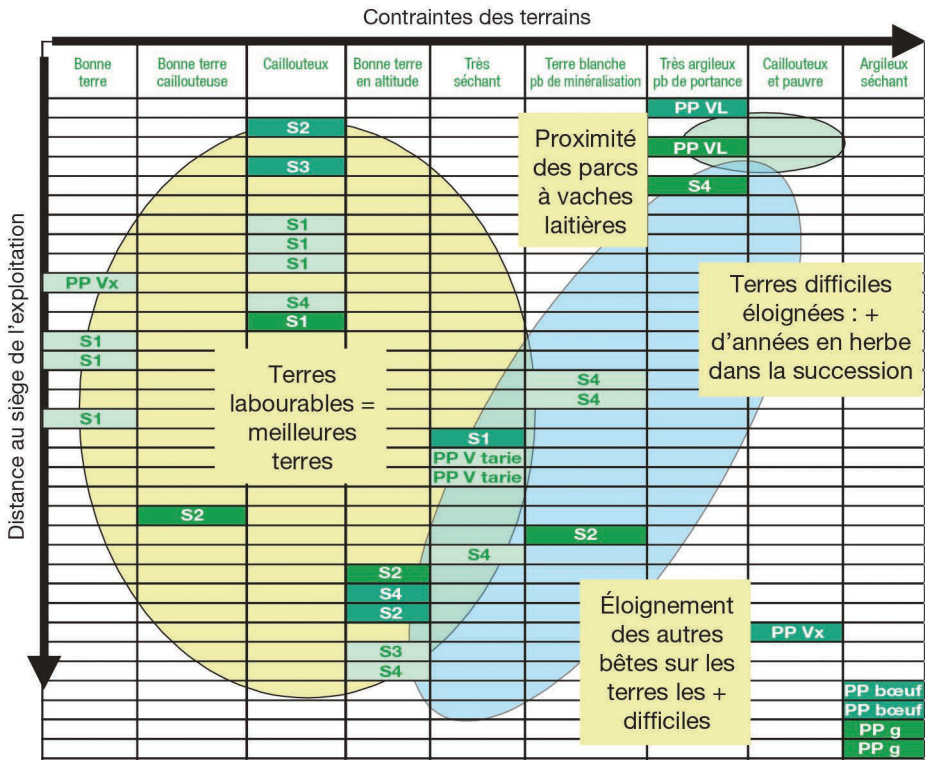 Contraintes des terrains
Distance au siège de l'exploitation
Bonne terre
Bonne terre caillouteuse
Caillouteux
Bonne terre en altitude
Très séchant
Terre blanche pb de minéralisation
Très argileux pb de portance
Caillouteux et pauvre
Argileux séchant
PP VL
S2
PP VL
S3
S4
Proximité
des parcs
à vaches
laitières
S1
S1
S1
PP Vx
S4
S1
Terres difficiles
éloignées : +
d'années en herbe
dans la succession
S1
S1
Terres
labourables =
meilleures
terres
S4
S4
S1
S1
PP V tarie
PP V tarie
S2
S2
S4
S2
S4
S2
Éloignement
des autres
bêtes sur les
terres les +
difficiles
PP Vx
S3
S4
PP bœuf
PP bœuf
PP g
PP g